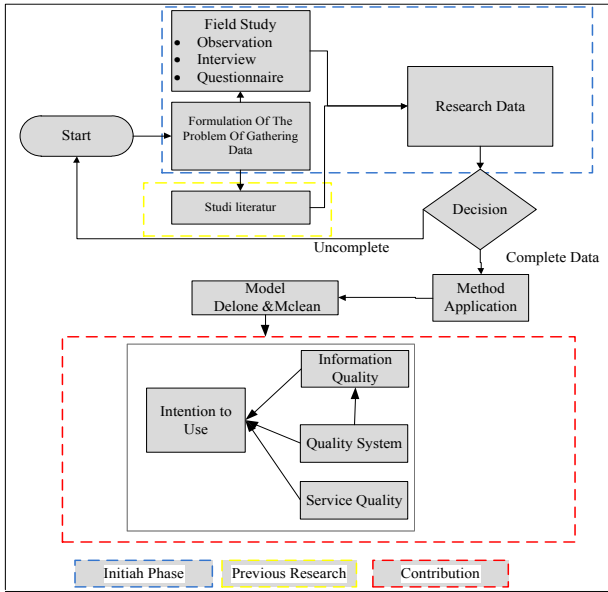 Field Study
• Observation
• Interview
• Questionnaire
Start
Formulation Of The
Problem Of Gathering
Data
Research Data
Studi literatur
Decision
Uncomplete
Complete Data
Model
Delone &Mclean
Method
Application
Information
Quality
Intention to
Use
Quality System
Service Quality
Initiah Phase
Previous Research
Contribution